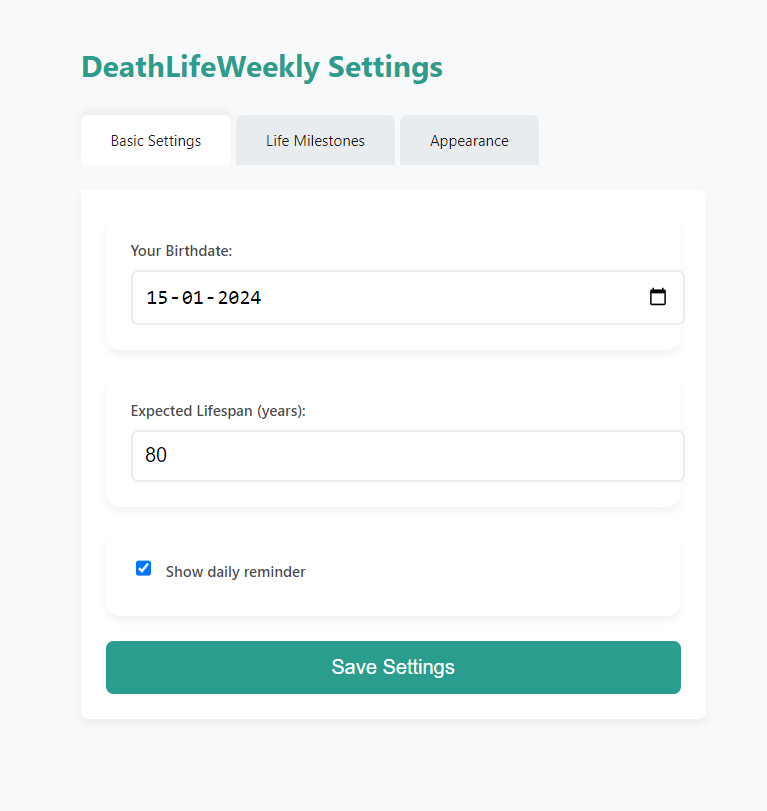 DeathLifeWeekly Settings
Basic Settings Life Milestones Appearance
Your Birthdate:
15-01-2024
Expected Lifespan (years):
80
Show daily reminder
Save Settings